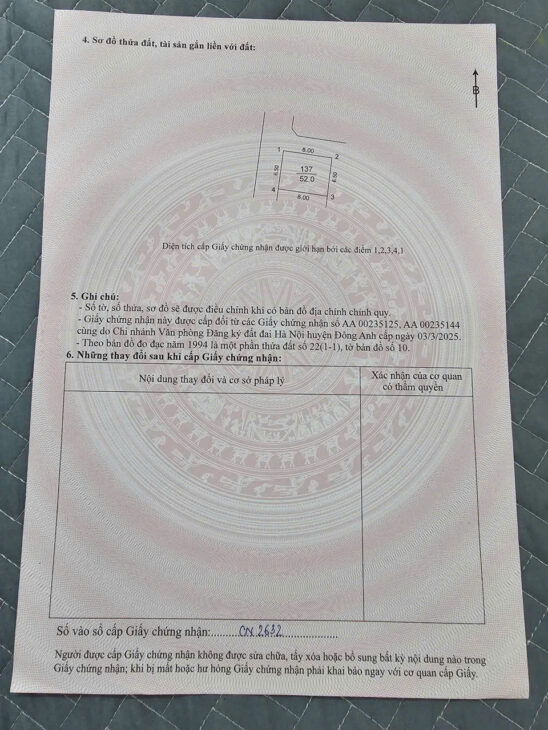 4. Sơ đồ thửa đất, tài sản gắn liền với đất:
B
1 8.00 2
6.50 137 6.50
52.0
4 8.00 3
Diện tích cấp Giấy chứng nhận được giới hạn bởi các điểm 1,2,3,4,1
5. Ghi chú:
- Số tờ, số thửa, sơ đồ sẽ được điều chỉnh khi có bản đồ địa chính chính quy.
- Giấy chứng nhận này được cấp đổi từ các Giấy chứng nhận số AA 00235125, AA 00235144
cùng do Chi nhánh Văn phòng Đăng ký đất đai Hà Nội huyện Đông Anh cấp ngày 03/3/2025.
- Theo bản đồ đo đạc năm 1994 là một phần thửa đất số 22(1-1), tờ bản đồ số 10.
6. Những thay đổi sau khi cấp Giấy chứng nhận:
Nội dung thay đổi và cơ sở pháp lý
Xác nhận của cơ quan
có thẩm quyền
Số vào sổ cấp Giấy chứng nhận:.........CN 2632..................
Người được cấp Giấy chứng nhận không được sửa chữa, tẩy xóa hoặc bổ sung bất kỳ nội dung nào trong
Giấy chứng nhận; khi bị mất hoặc hư hỏng Giấy chứng nhận phải khai báo ngay với cơ quan cấp Giấy.